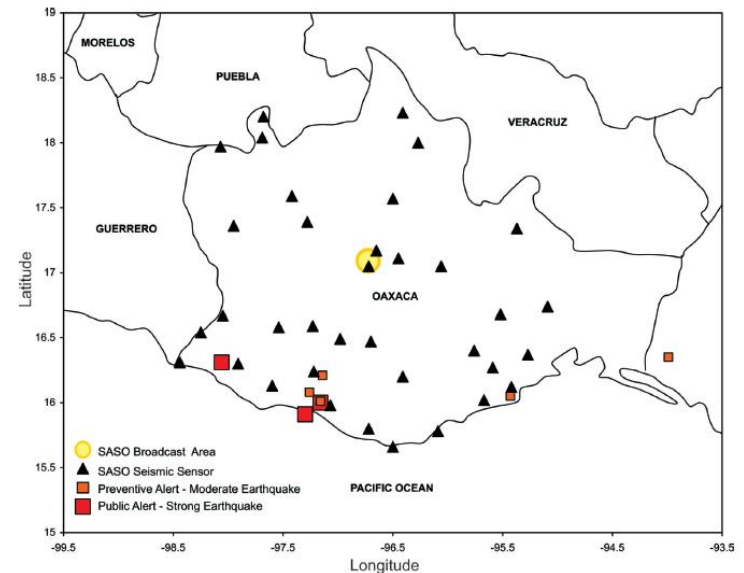 19
MORELOS
18.5
PUEBLA
VERACRUZ
18
17.5
GUERRERO
17
OAXACA
Latitude
16.5
16
SASO Broadcast Area
SASO Seismic Sensor
15.5
Preventive Alert - Moderate Earthquake
PACIFIC OCEAN
Public Alert - Strong Earthquake
15
-99.5 -98.5 -97.5 -96.5 -95.5 -94.5 -93.5
Longitude